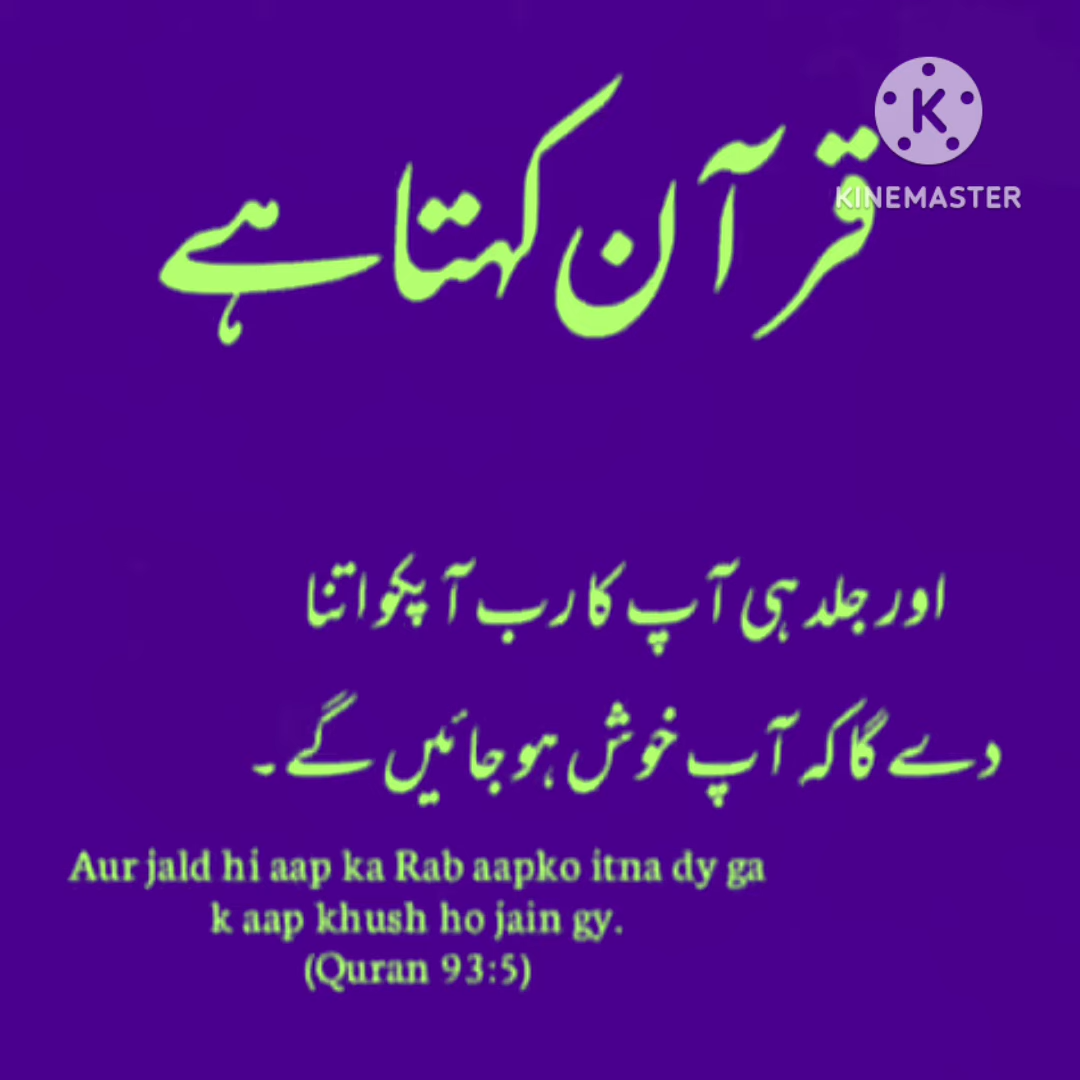 KINEMASTER
قرآن کہتا ہے
اور جلد ہی آپ کا رب آپکو اتنا
دے گا کہ آپ خوش ہو جائیں گے۔
Aur jald hi aap ka Rab aapko itna dy ga
k aap khush ho jain gy.
(Quran 93:5)